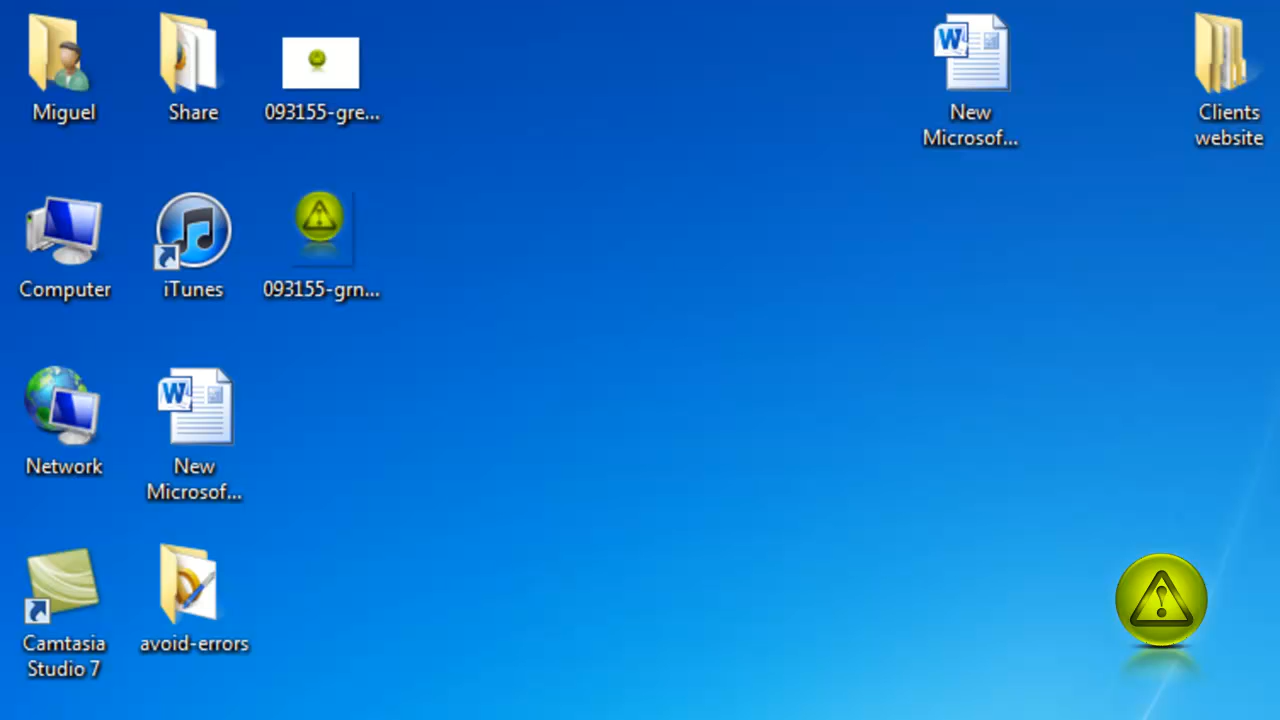 Miguel
Share
093155-gre...
New
Microsof...
Clients
website
Computer
iTunes
093155-grn...
Network
New
Microsof...
Camtasia
Studio 7
avoid-errors